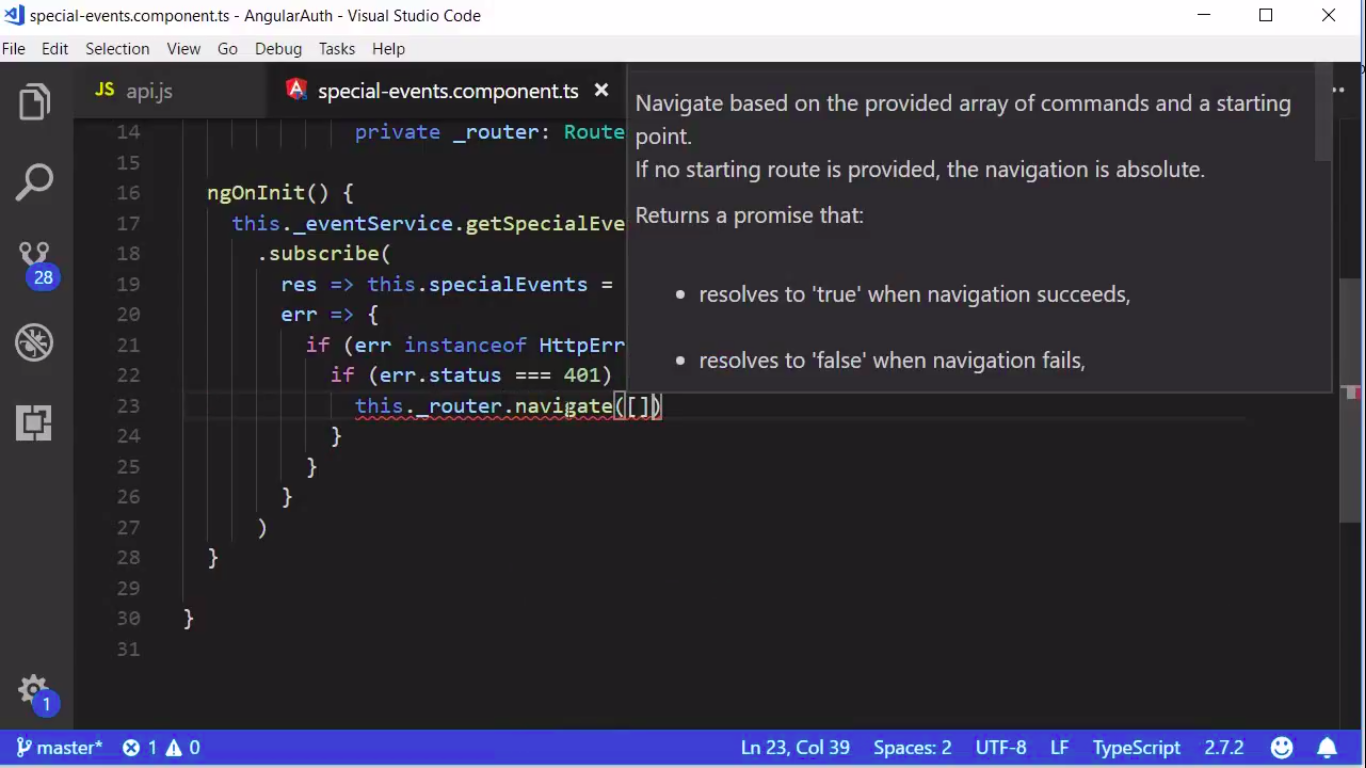 special-events.component.ts - AngularAuth - Visual Studio Code
File Edit Selection View Go Debug Tasks Help
JS api.js special-events.component.ts
14 private _router: Route
15
16 ngOnInit() {
17 this._eventService.getSpecialEve
18 .subscribe(
19 res => this.specialEvents =
20 err => {
21 if (err instanceof HttpErr
22 if (err.status === 401)
23 this._router.navigate([])
24 }
25 }
26 }
27 )
28 }
29
30 }
31
Navigate based on the provided array of commands and a starting
point.
If no starting route is provided, the navigation is absolute.
Returns a promise that:
• resolves to 'true' when navigation succeeds,
• resolves to 'false' when navigation fails,
28
1
master* 1 0 Ln 23, Col 39 Spaces: 2 UTF-8 LF TypeScript 2.7.2